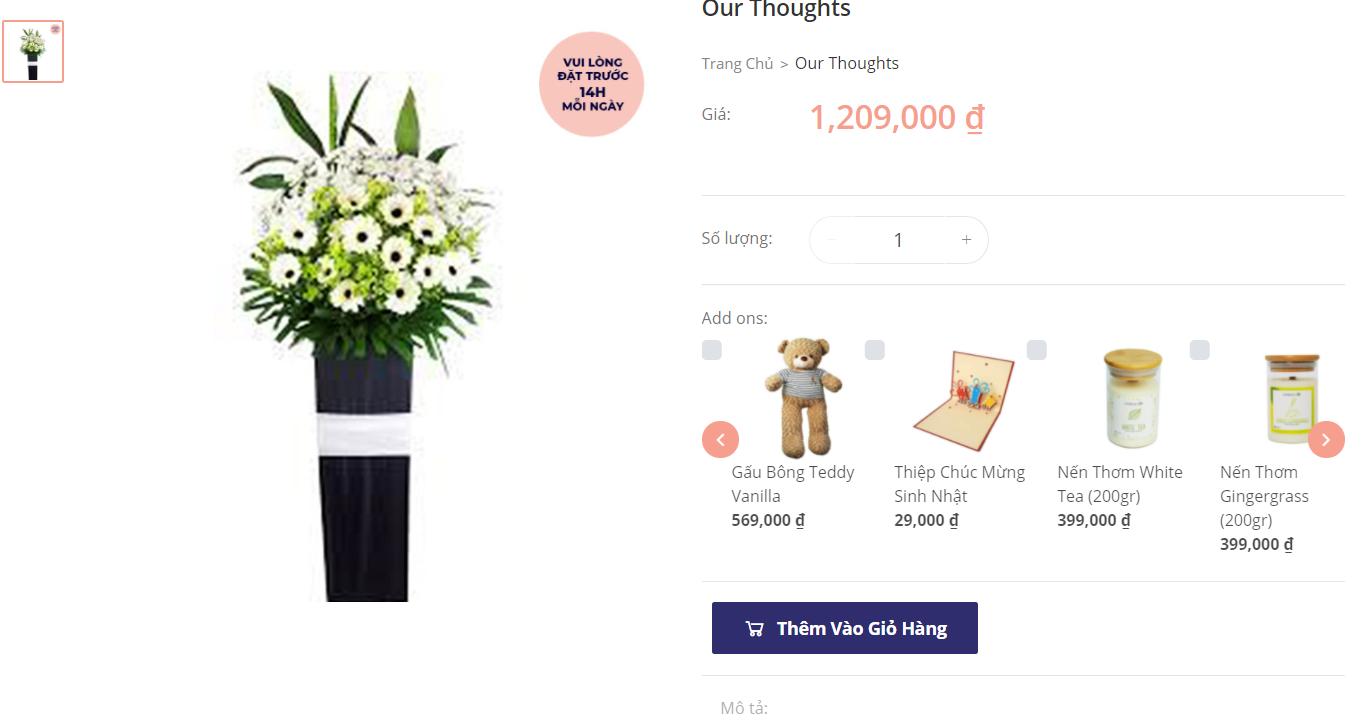 Our Thoughts
VUI LÒNG
ĐẶT TRƯỚC
14H
MỖI NGÀY
Trang Chủ > Our Thoughts
Giá: 1,209,000 ₫
Số lượng: − 1 +
Add ons:
Gấu Bông Teddy
Vanilla
569,000 ₫
Thiệp Chúc Mừng
Sinh Nhật
29,000 ₫
Nến Thơm White
Tea (200gr)
399,000 ₫
Nến Thơm
Gingergrass
(200gr)
399,000 ₫
WHITE TEA
Thêm Vào Giỏ Hàng
Mô tả: